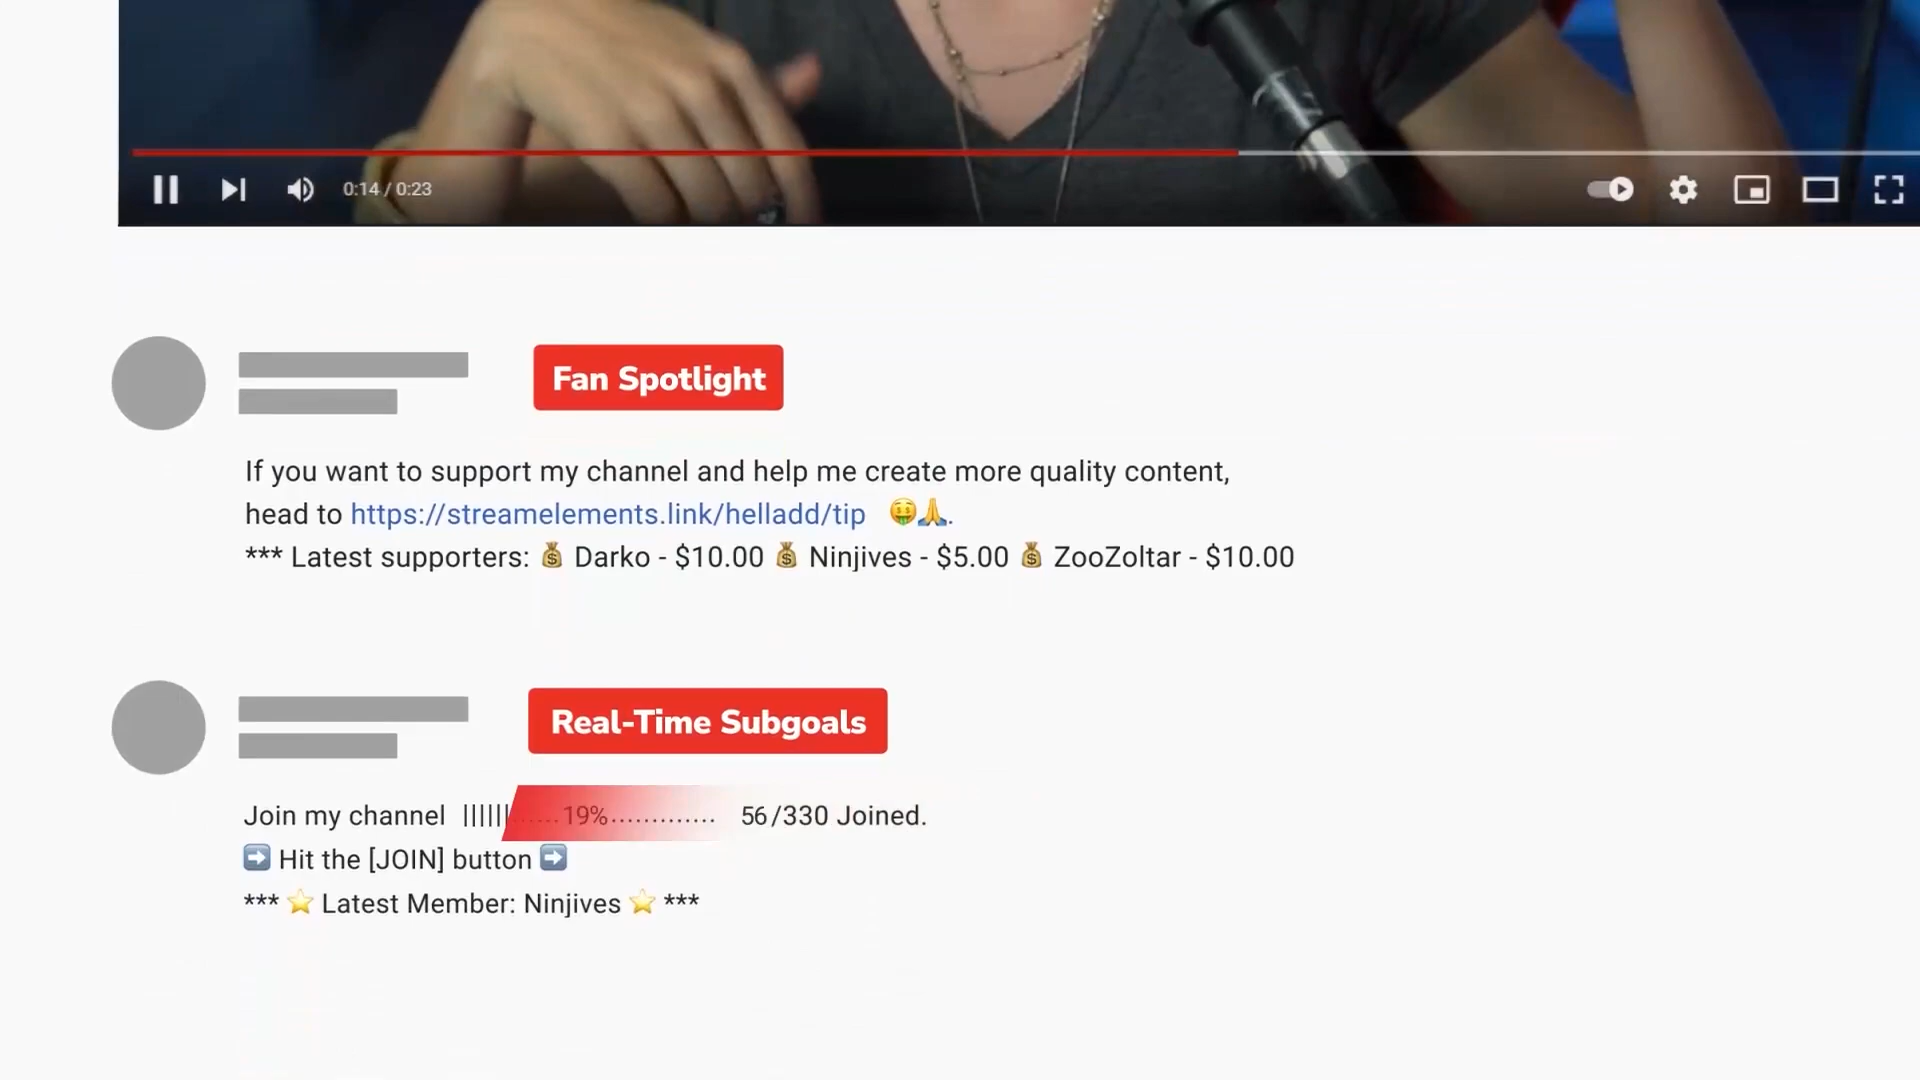 0:14 / 0:23
Fan Spotlight
If you want to support my channel and help me create more quality content,
head to https://streamelements.link/helladd/tip 🤑🙏.
*** Latest supporters: 💰 Darko - $10.00 💰 Ninjives - $5.00 💰 ZooZoltar - $10.00
Real-Time Subgoals
Join my channel ||||||......19%............. 56/330 Joined.
➡️ Hit the [JOIN] button ➡️
*** ⭐ Latest Member: Ninjives ⭐ ***